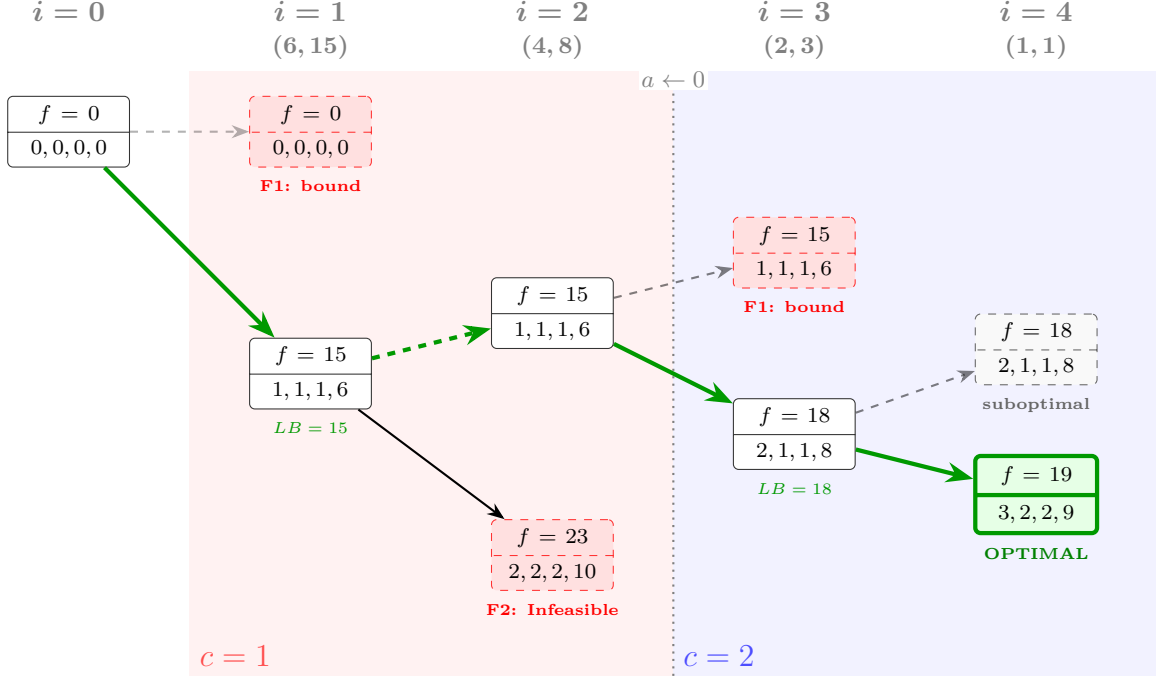 i = 0
i = 1
i = 2
i = 3
i = 4
(6, 15)
(4, 8)
(2, 3)
(1, 1)
a ← 0
f = 0
0, 0, 0, 0
f = 0
0, 0, 0, 0
F1: bound
f = 15
1, 1, 1, 6
F1: bound
f = 15
1, 1, 1, 6
f = 18
2, 1, 1, 8
suboptimal
f = 15
1, 1, 1, 6
LB = 15
f = 18
2, 1, 1, 8
LB = 18
f = 19
3, 2, 2, 9
OPTIMAL
f = 23
2, 2, 2, 10
F2: Infeasible
c = 1
c = 2